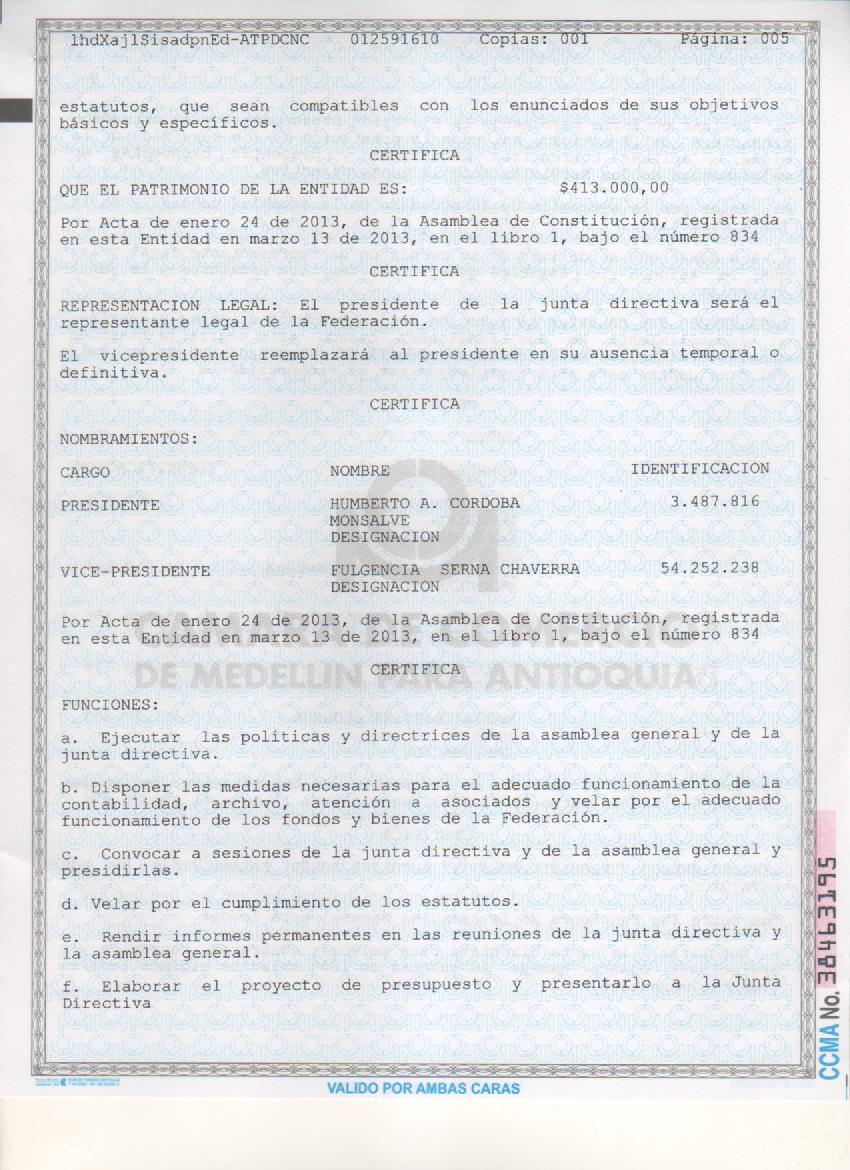 lhdXajlSisadpnEd-ATPDCNC 012591610 Copias: 001 Página: 005
estatutos, que sean compatibles con los enunciados de sus objetivos
básicos y específicos.
CERTIFICA
QUE EL PATRIMONIO DE LA ENTIDAD ES: $413.000,00
Por Acta de enero 24 de 2013, de la Asamblea de Constitución, registrada
en esta Entidad en marzo 13 de 2013, en el libro 1, bajo el número 834
CERTIFICA
REPRESENTACION LEGAL: El presidente de la junta directiva será el
representante legal de la Federación.
El vicepresidente reemplazará al presidente en su ausencia temporal o
definitiva.
CERTIFICA
NOMBRAMIENTOS:
CARGO NOMBRE IDENTIFICACION
PRESIDENTE HUMBERTO A. CORDOBA 3.487.816
MONSALVE
DESIGNACION
VICE-PRESIDENTE FULGENCIA SERNA CHAVERRA 54.252.238
DESIGNACION
Por Acta de enero 24 de 2013, de la Asamblea de Constitución, registrada
en esta Entidad en marzo 13 de 2013, en el libro 1, bajo el número 834
CAMARA DE COMERCIO
DE MEDELLIN PARA ANTIOQUIA
CERTIFICA
FUNCIONES:
a. Ejecutar las políticas y directrices de la asamblea general y de la
junta directiva.
b. Disponer las medidas necesarias para el adecuado funcionamiento de la
contabilidad, archivo, atención a asociados y velar por el adecuado
funcionamiento de los fondos y bienes de la Federación.
c. Convocar a sesiones de la junta directiva y de la asamblea general y
presidirlas.
d. Velar por el cumplimiento de los estatutos.
e. Rendir informes permanentes en las reuniones de la junta directiva y
la asamblea general.
f. Elaborar el proyecto de presupuesto y presentarlo a la Junta
Directiva
CCMA No. 38463195
VALIDO POR AMBAS CARAS